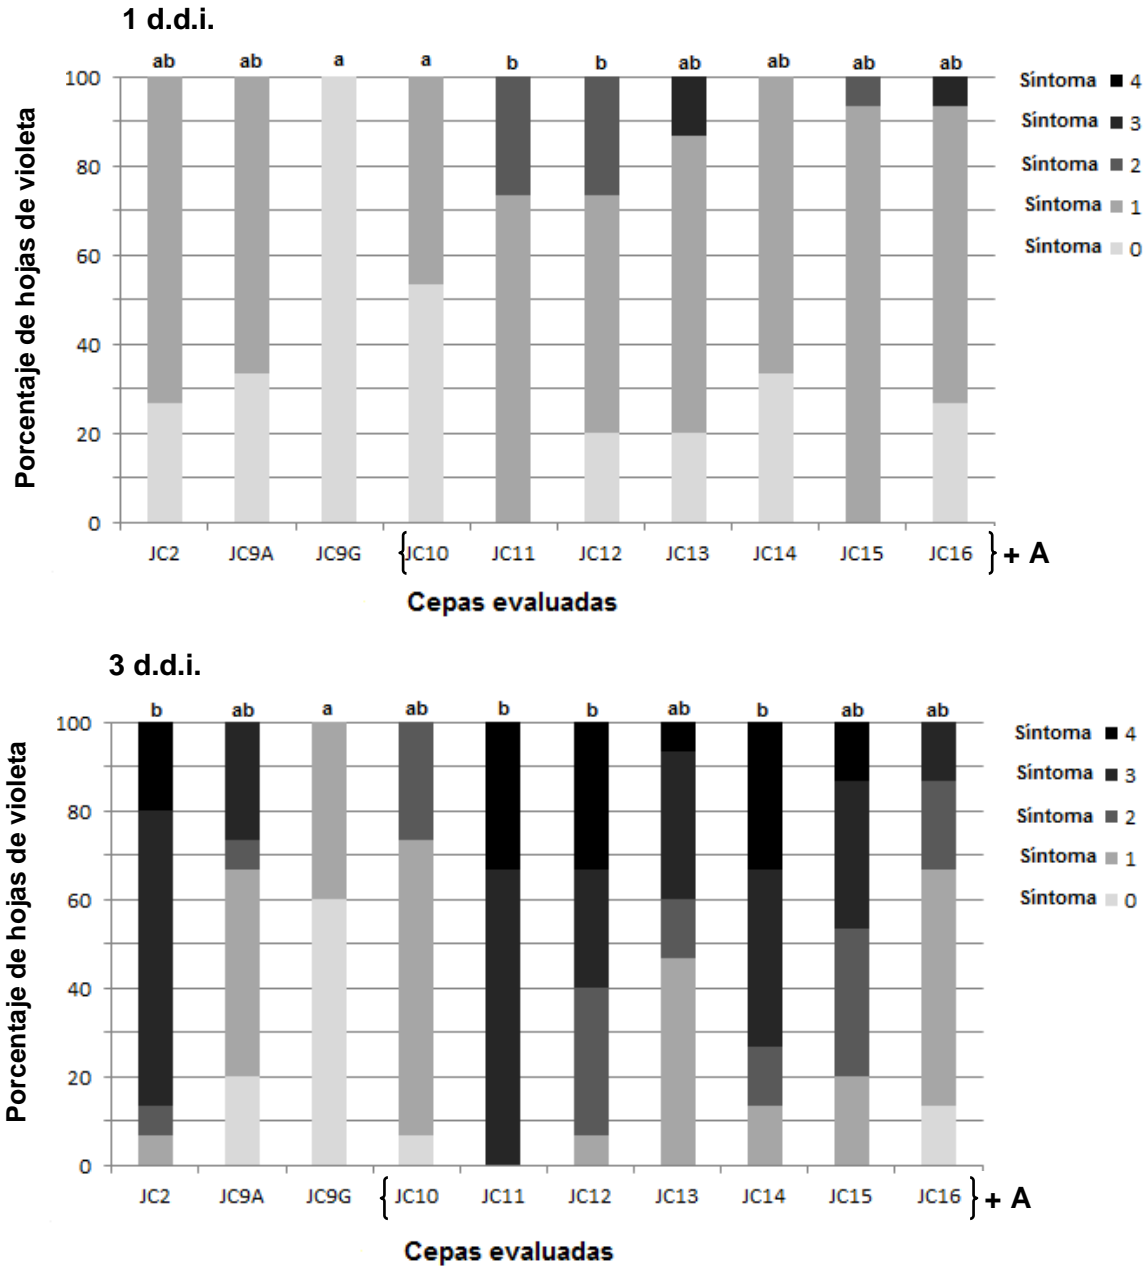 1 d.d.i.
ab ab a a b b ab ab ab ab
Porcentaje de hojas de violeta
100
80
60
40
20
0
Síntoma 4
Síntoma 3
Síntoma 2
Síntoma 1
Síntoma 0
JC2 JC9A JC9G {JC10 JC11 JC12 JC13 JC14 JC15 JC16 } + A
Cepas evaluadas
3 d.d.i.
b ab a ab b b ab b ab ab
Porcentaje de hojas de violeta
100
80
60
40
20
0
Síntoma 4
Síntoma 3
Síntoma 2
Síntoma 1
Síntoma 0
JC2 JC9A JC9G { JC10 JC11 JC12 JC13 JC14 JC15 JC16 } + A
Cepas evaluadas